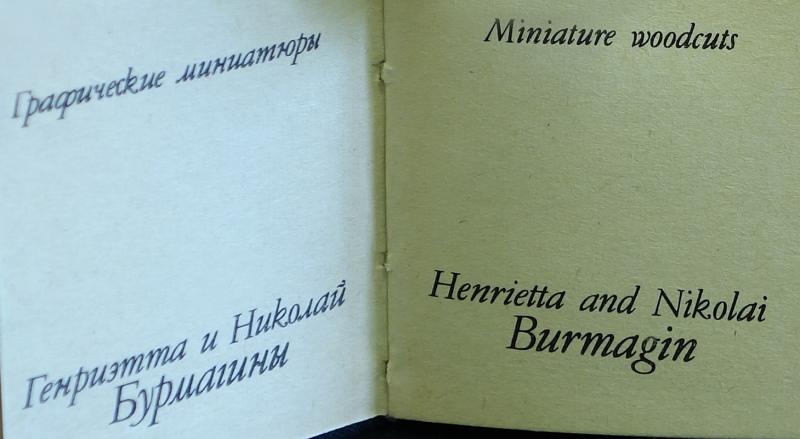 Графические миниатюры
Генриэтта и Николай
Бурмагины
Miniature woodcuts
Henrietta and Nikolai
Burmagin